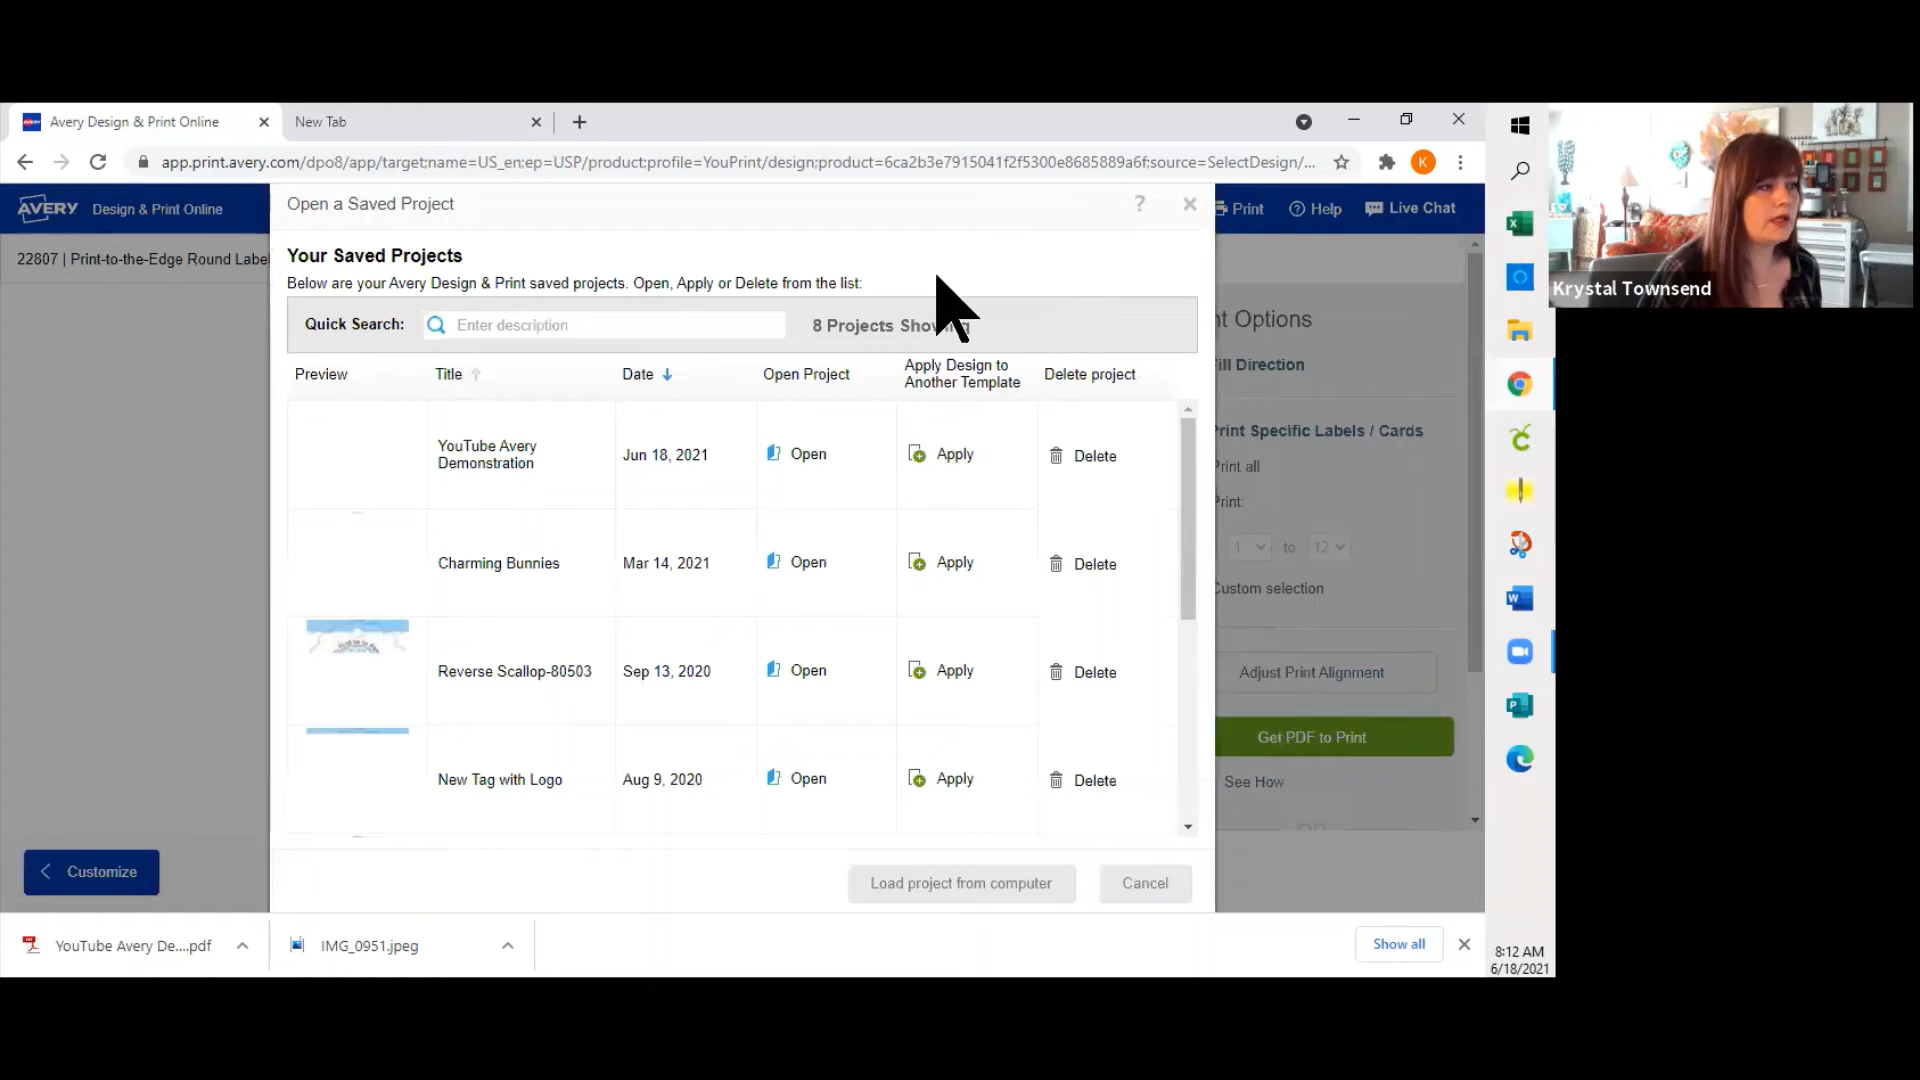 Avery Design & Print Online
New Tab
app.print.avery.com/dpo8/app/target;name=US_en;ep=USP/product;profile=YouPrint/design;product=6ca2b3e7915041f2f5300e8685889a6f;source=SelectDesign/...
K
AVERY Design & Print Online
Open a Saved Project
?
Print
Help
Live Chat
22807 | Print-to-the-Edge Round Labe
Your Saved Projects
Below are your Avery Design & Print saved projects. Open, Apply or Delete from the list:
Quick Search:
Enter description
8 Projects
Preview
Title
Date
Open Project
Apply Design to
Another Template
Delete project
YouTube Avery
Demonstration
Jun 18, 2021
Open
Apply
Delete
Charming Bunnies
Mar 14, 2021
Open
Apply
Delete
Reverse Scallop-80503
Sep 13, 2020
Open
Apply
Delete
New Tag with Logo
Aug 9, 2020
Open
Apply
Delete
Load project from computer
Cancel
nt Options
ill Direction
Print Specific Labels / Cards
Print all
Print:
1 to 12
Custom selection
Adjust Print Alignment
Get PDF to Print
See How
Customize
YouTube Avery De....pdf
IMG_0951.jpeg
Show all
8:12 AM
6/18/2021
Krystal Townsend